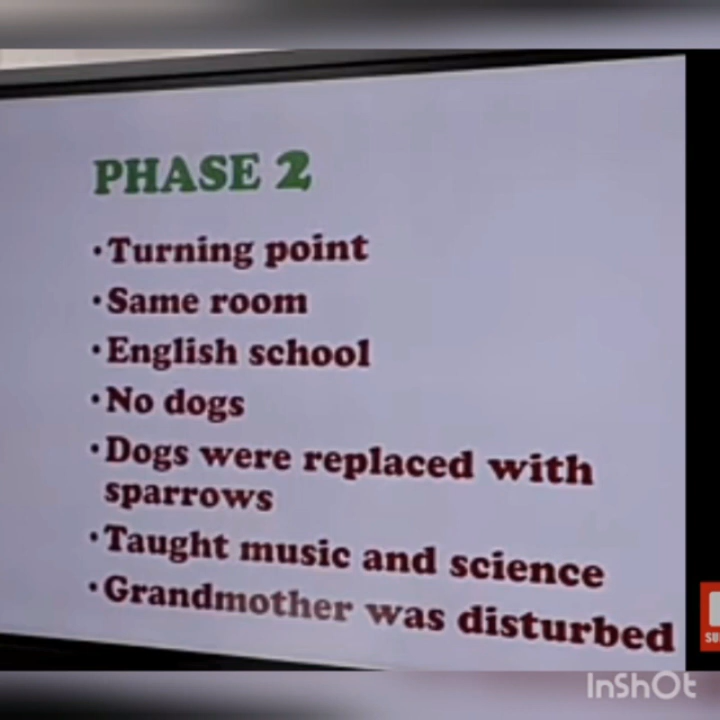 PHASE 2
•Turning point
•Same room
•English school
•No dogs
•Dogs were replaced with
sparrows
•Taught music and science
•Grandmother was disturbed
SU
InShOt